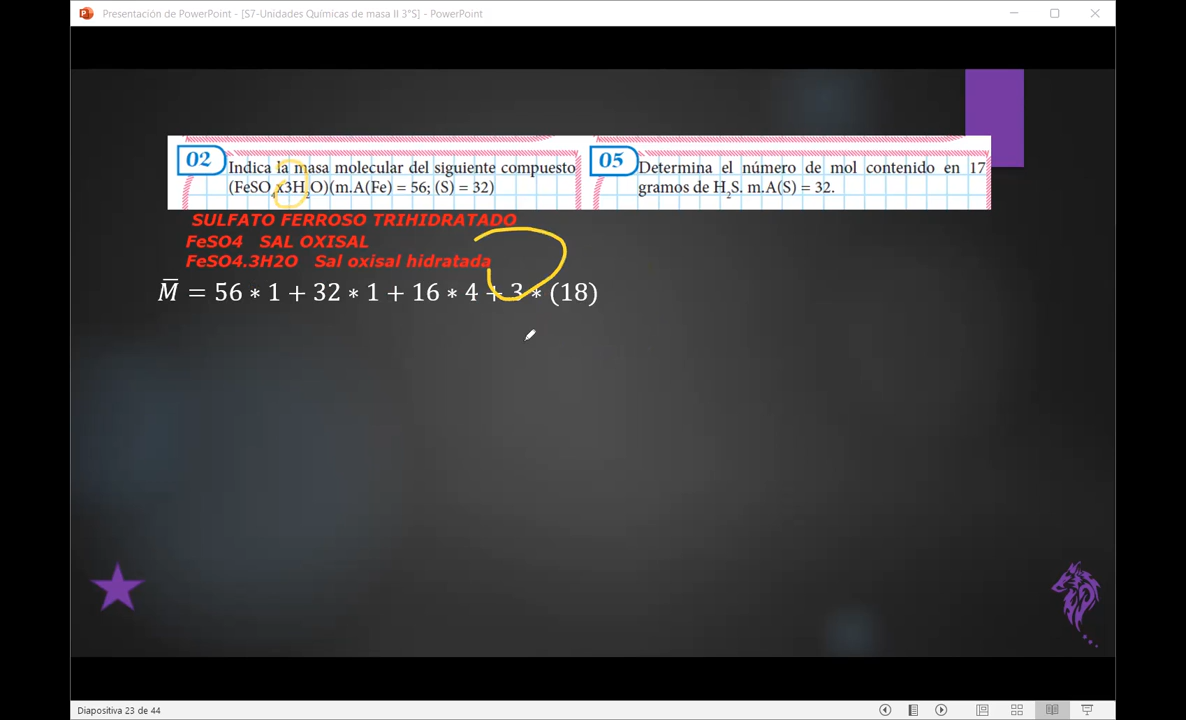 Presentación de PowerPoint - [S7-Unidades Químicas de masa II 3°S] - PowerPoint
02
Indica la masa molecular del siguiente compuesto
(FeSO₄x3H₂O)(m.A(Fe) = 56; (S) = 32)
05
Determina el número de mol contenido en 17
gramos de H₂S. m.A(S) = 32.
SULFATO FERROSO TRIHIDRATADO
FeSO4 SAL OXISAL
FeSO4.3H2O Sal oxisal hidratada
M̅ = 56 ∗ 1 + 32 ∗ 1 + 16 ∗ 4 + 3 ∗ (18)
Diapositiva 23 de 44